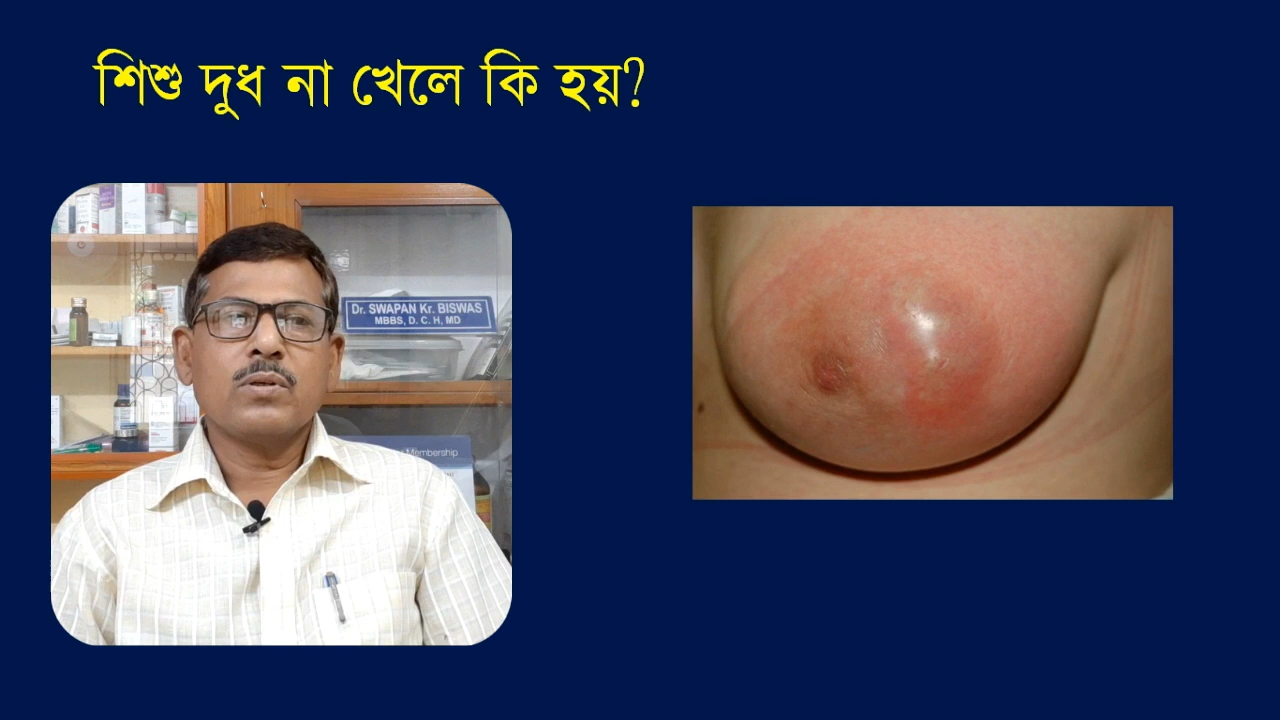 শিশু দুধ না খেলে কি হয়?
Dr. SWAPAN Kr. BISWAS
MBBS, D. C. H, MD
Membership